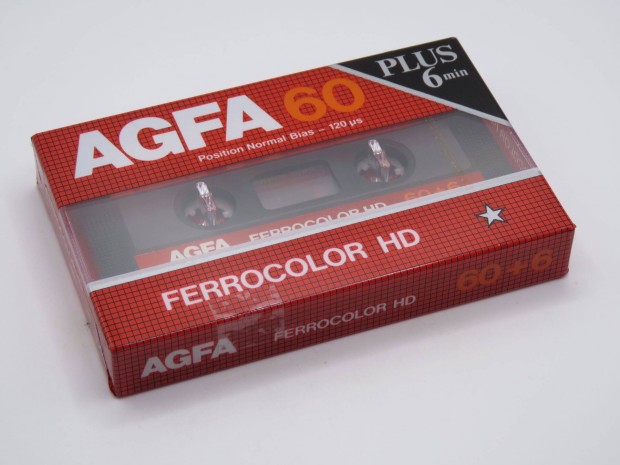 AGFA 60
PLUS
6 min
Position Normal Bias – 120 µs
AGFA FERROCOLOR HD 60+6
FERROCOLOR HD
AGFA FERROCOLOR HD 60+6